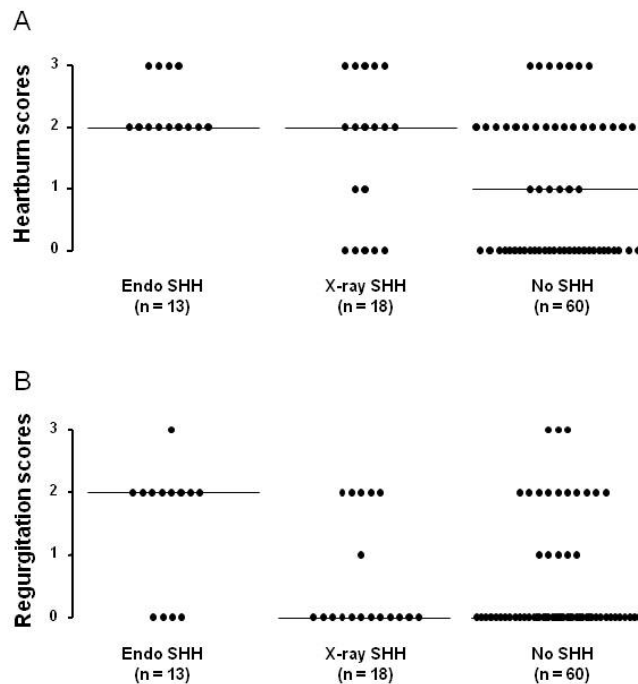 A
Heartburn scores
3
2
1
0
Endo SHH
(n = 13)
X-ray SHH
(n = 18)
No SHH
(n = 60)
B
Regurgitation scores
3
2
1
0
Endo SHH
(n = 13)
X-ray SHH
(n = 18)
No SHH
(n = 60)